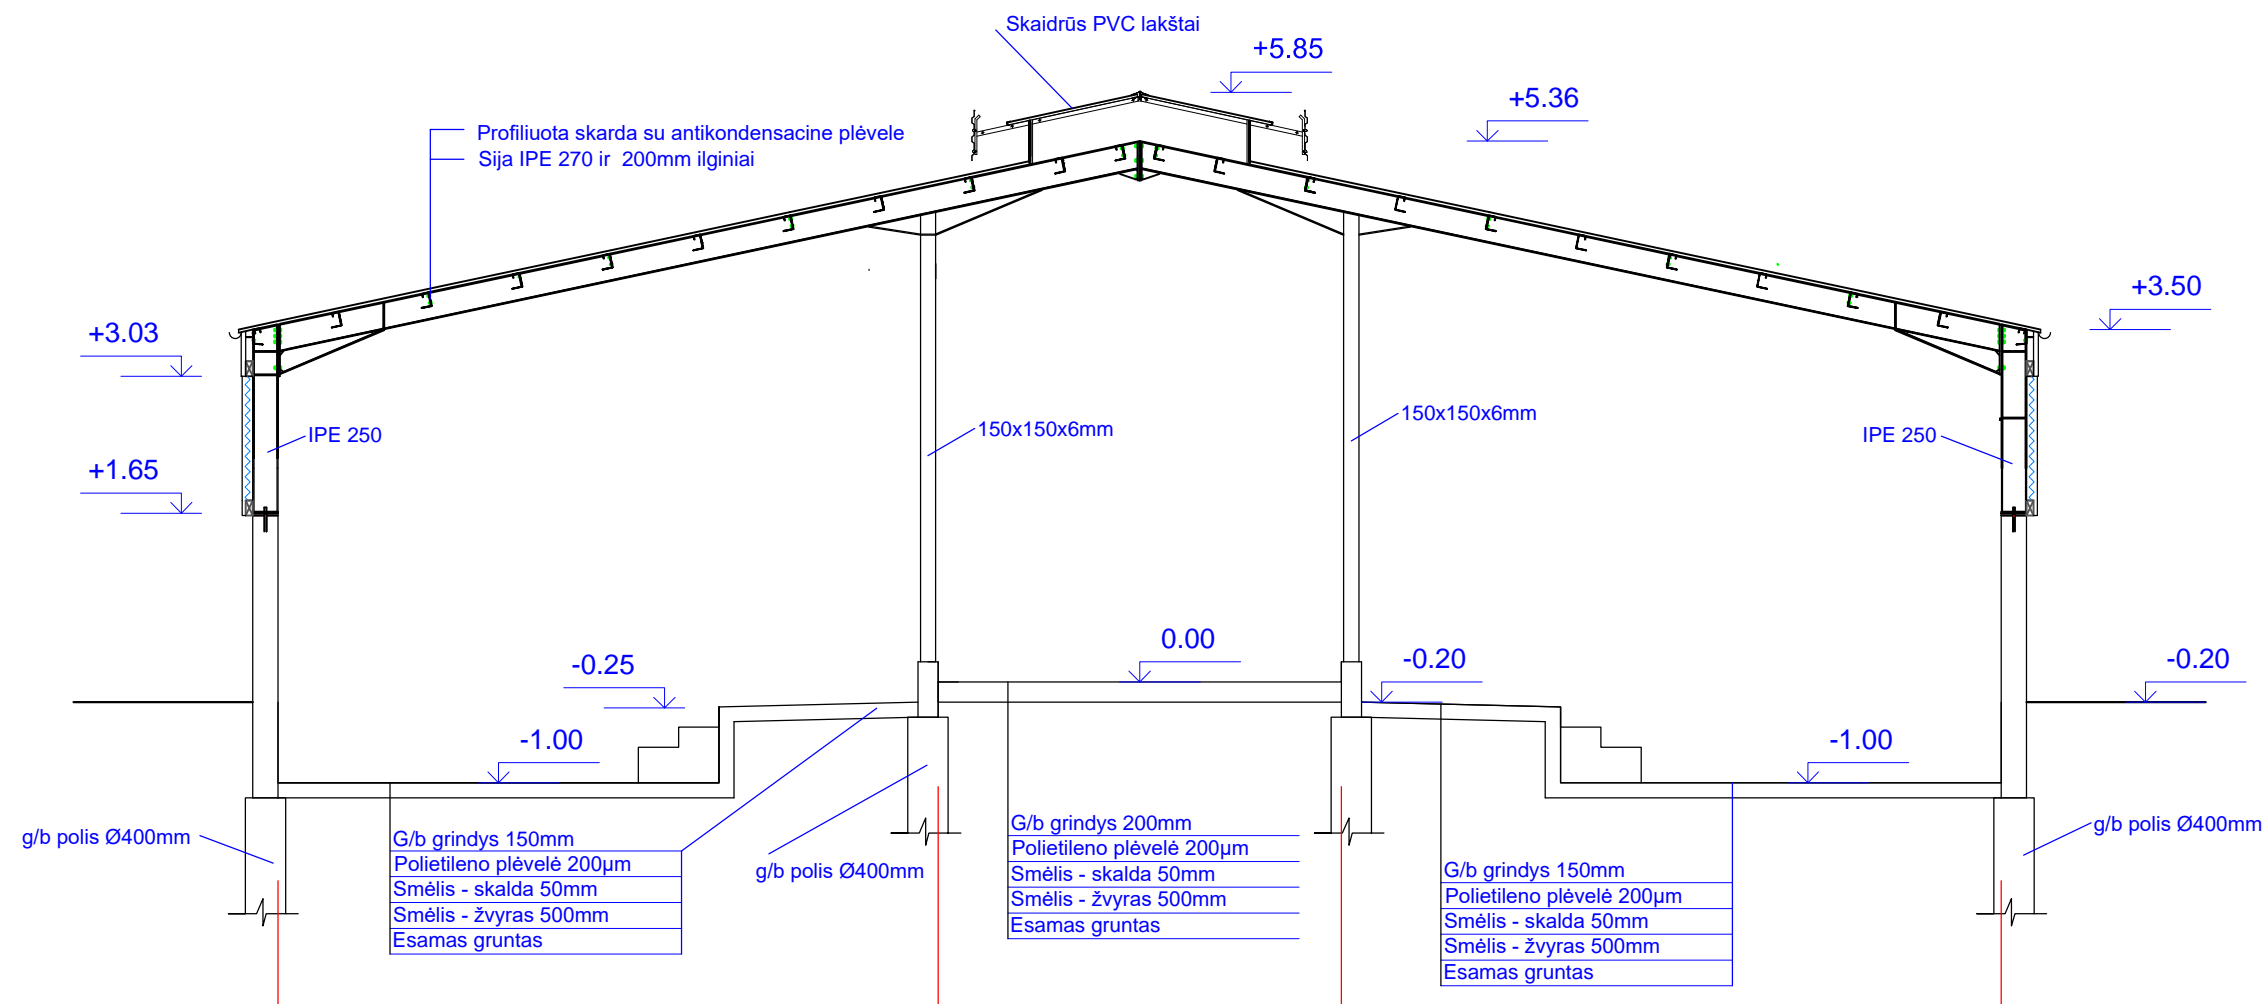 Skaidrūs PVC lakštai
+5.85
+5.36
Profiliuota skarda su antikondensacine plėvele
Sija IPE 270 ir 200mm ilginiai
+3.50
+3.03
150x150x6mm
150x150x6mm
IPE 250
IPE 250
+1.65
0.00
-0.25
-0.20
-0.20
-1.00
-1.00
g/b polis Ø400mm
G/b grindys 150mm
Polietileno plėvelė 200µm
Smėlis - skalda 50mm
Smėlis - žvyras 500mm
Esamas gruntas
g/b polis Ø400mm
G/b grindys 200mm
Polietileno plėvelė 200µm
Smėlis - skalda 50mm
Smėlis - žvyras 500mm
Esamas gruntas
G/b grindys 150mm
Polietileno plėvelė 200µm
Smėlis - skalda 50mm
Smėlis - žvyras 500mm
Esamas gruntas
g/b polis Ø400mm